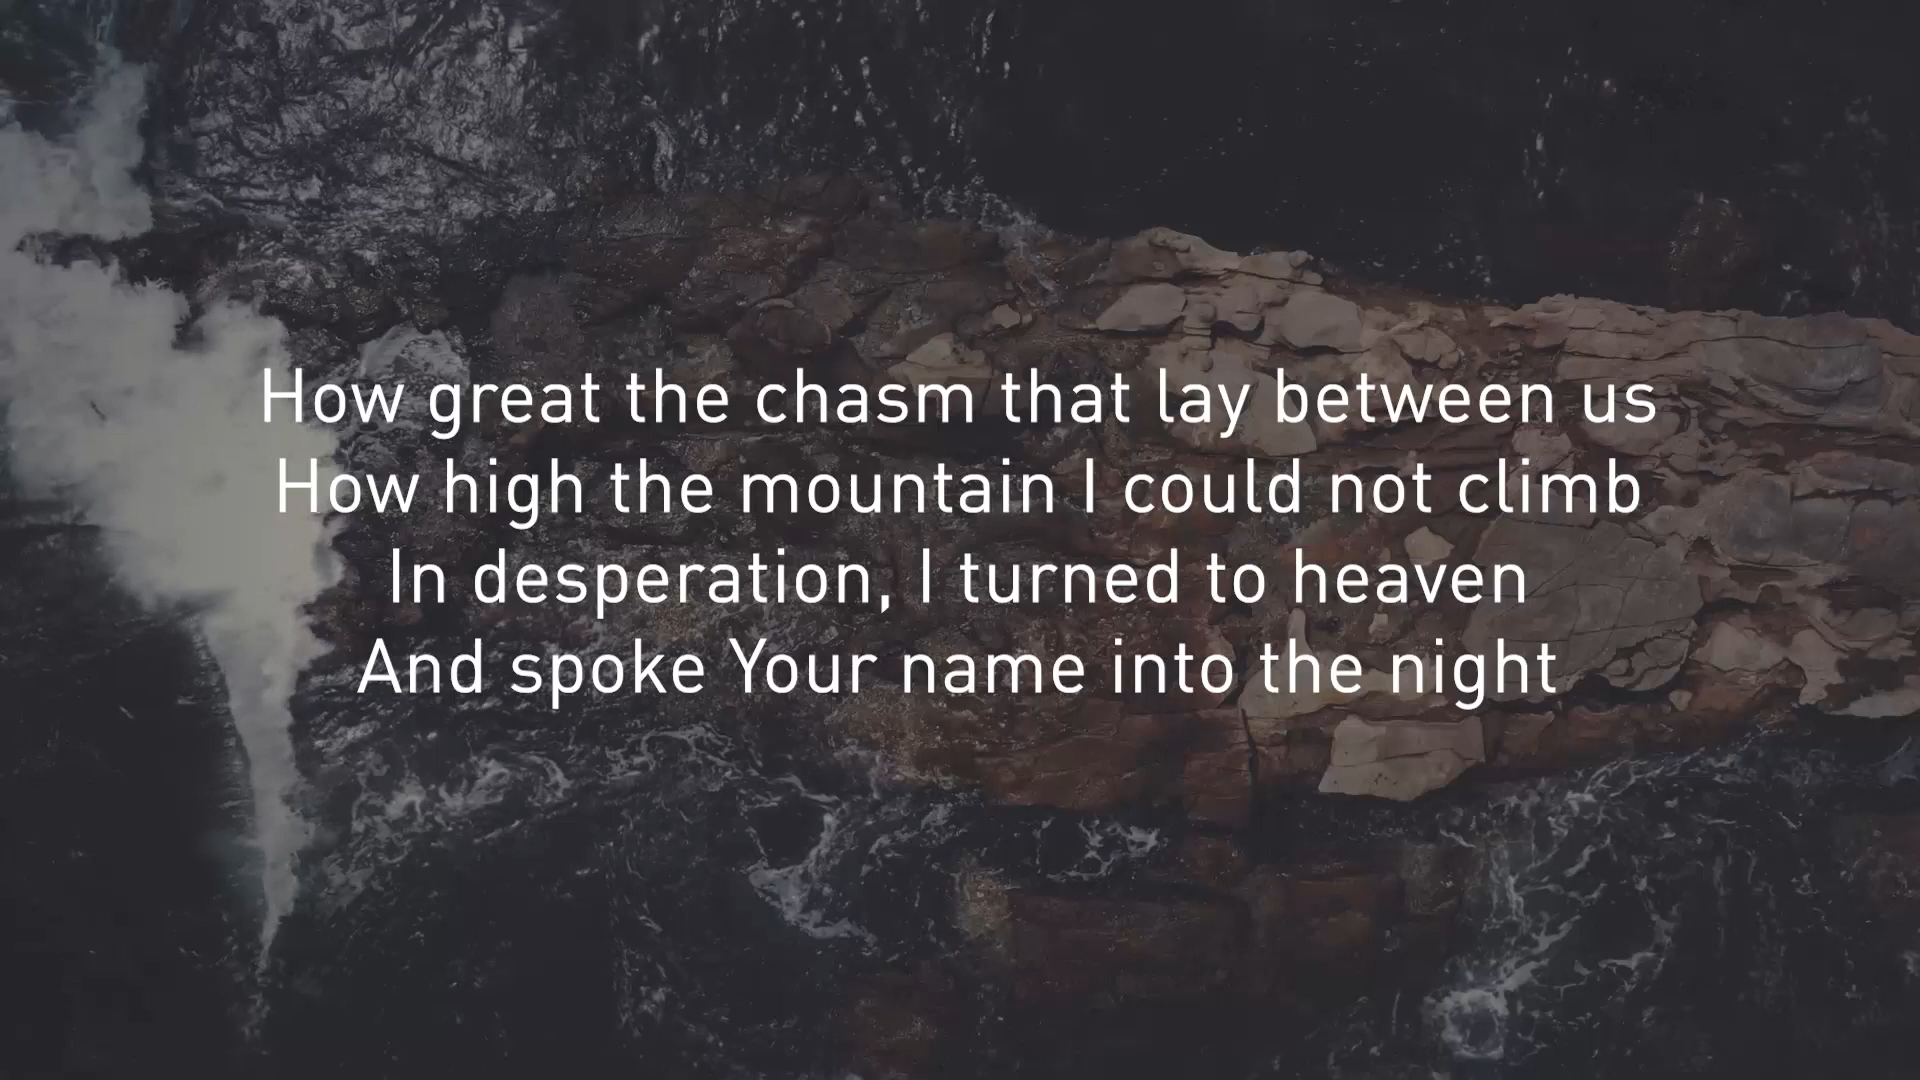 How great the chasm that lay between us
How high the mountain I could not climb
In desperation, I turned to heaven
And spoke Your name into the night